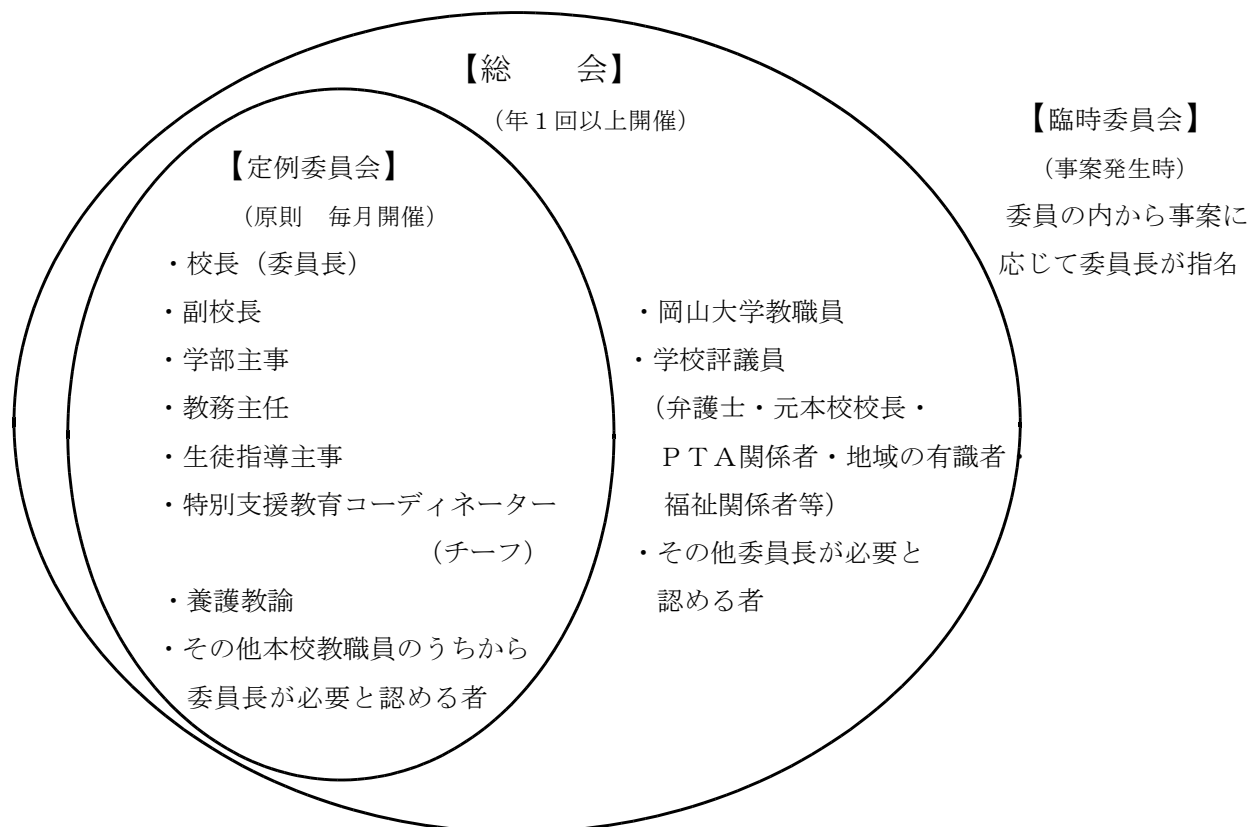 【総　　会】
（年１回以上開催）
【定例委員会】
（原則　毎月開催）
・校長（委員長）
・副校長
・学部主事
・教務主任
・生徒指導主事
・特別支援教育コーディネーター
（チーフ）
・養護教諭
・その他本校教職員のうちから
委員長が必要と認める者
・岡山大学教職員
・学校評議員
（弁護士・元本校校長・
ＰＴＡ関係者・地域の有識者・
福祉関係者等）
・その他委員長が必要と
認める者
【臨時委員会】
（事案発生時）
委員の内から事案に
応じて委員長が指名